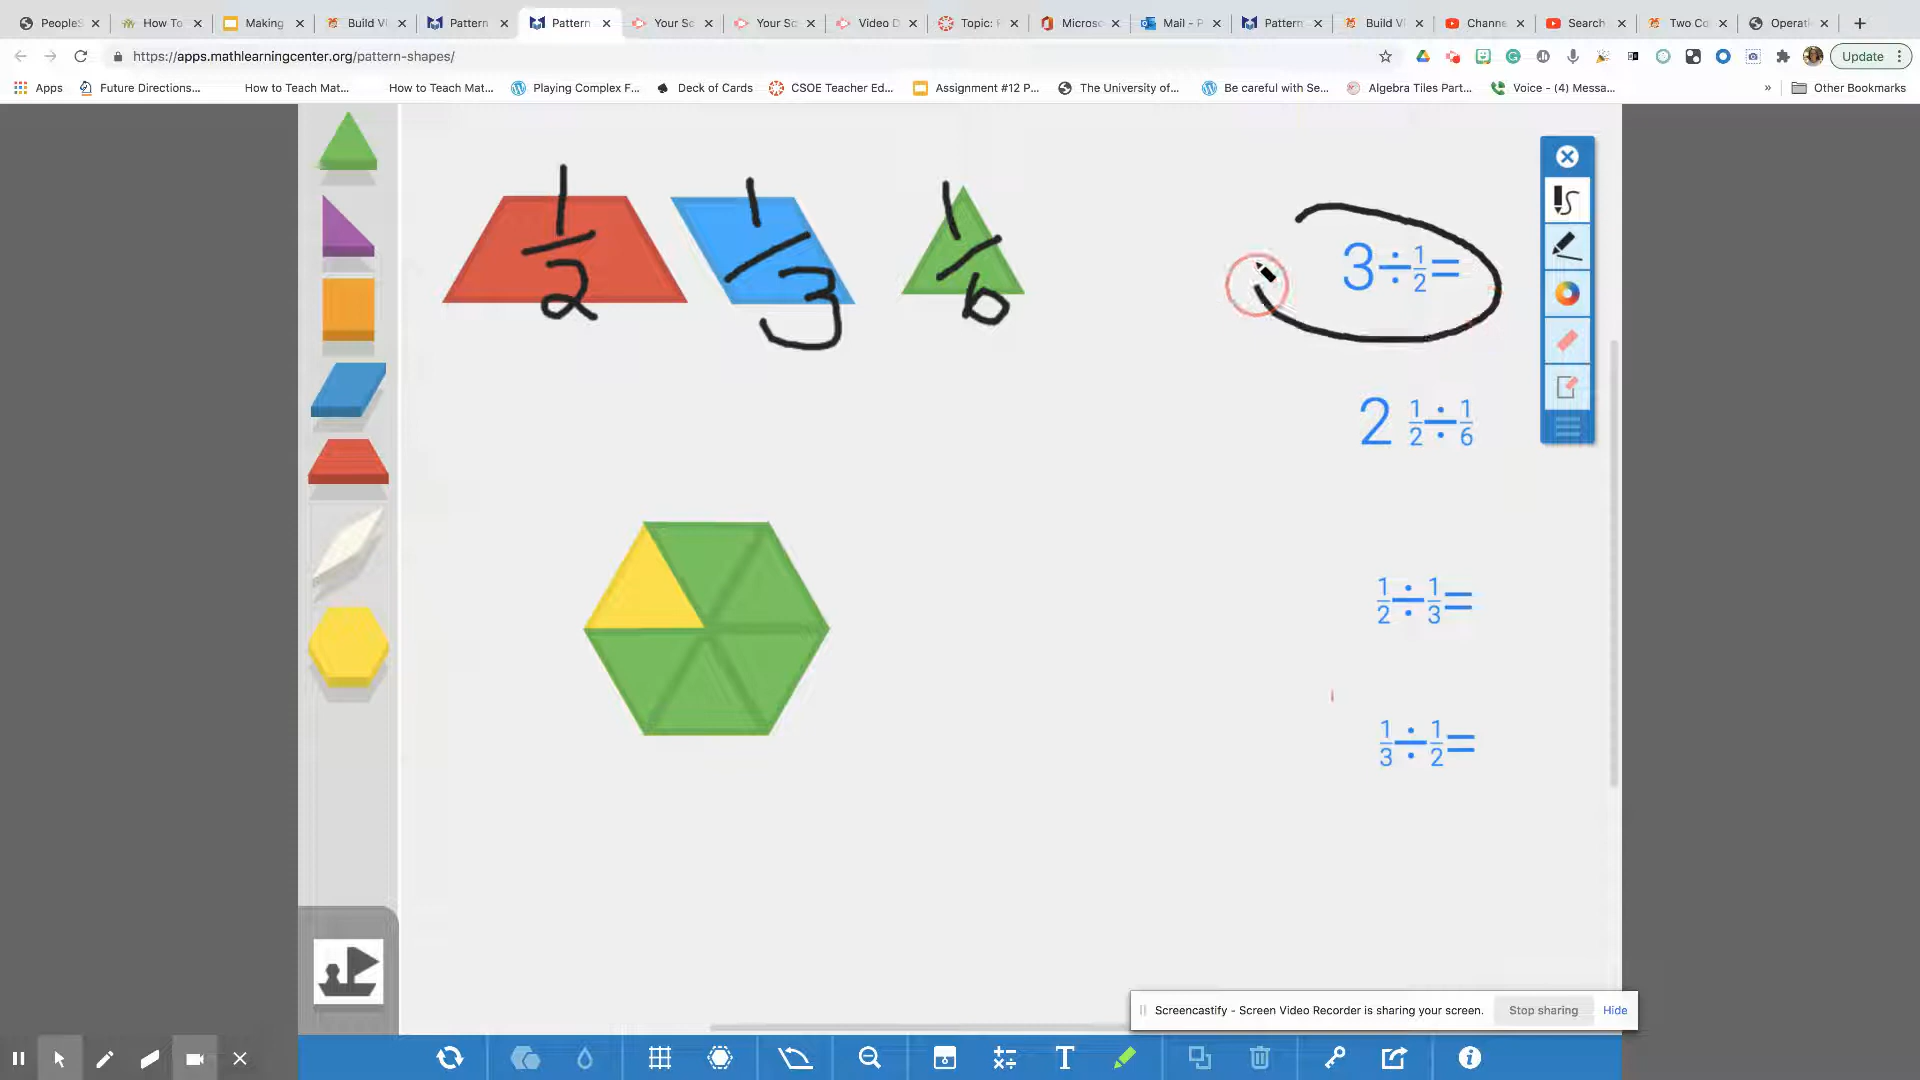 PeopleS
How To
Making
Build Vi
Pattern
Pattern
Your Sc
Your Sc
Video D
Topic: F
Microso
Mail - P
Pattern
Build Vi
Channe
Search
Two Co
Operati
https://apps.mathlearningcenter.org/pattern-shapes/
Update
Apps
Future Directions...
How to Teach Mat...
How to Teach Mat...
Playing Complex F...
Deck of Cards
CSOE Teacher Ed...
Assignment #12 P...
The University of...
Be careful with Se...
Algebra Tiles Part...
Voice - (4) Messa...
»
Other Bookmarks
1/2
1/3
1/6
3 ÷ 1/2 =
2 1/2 ÷ 1/6
1/2 ÷ 1/3 =
1/3 ÷ 1/2 =
Screencastify - Screen Video Recorder is sharing your screen.
Stop sharing
Hide
T